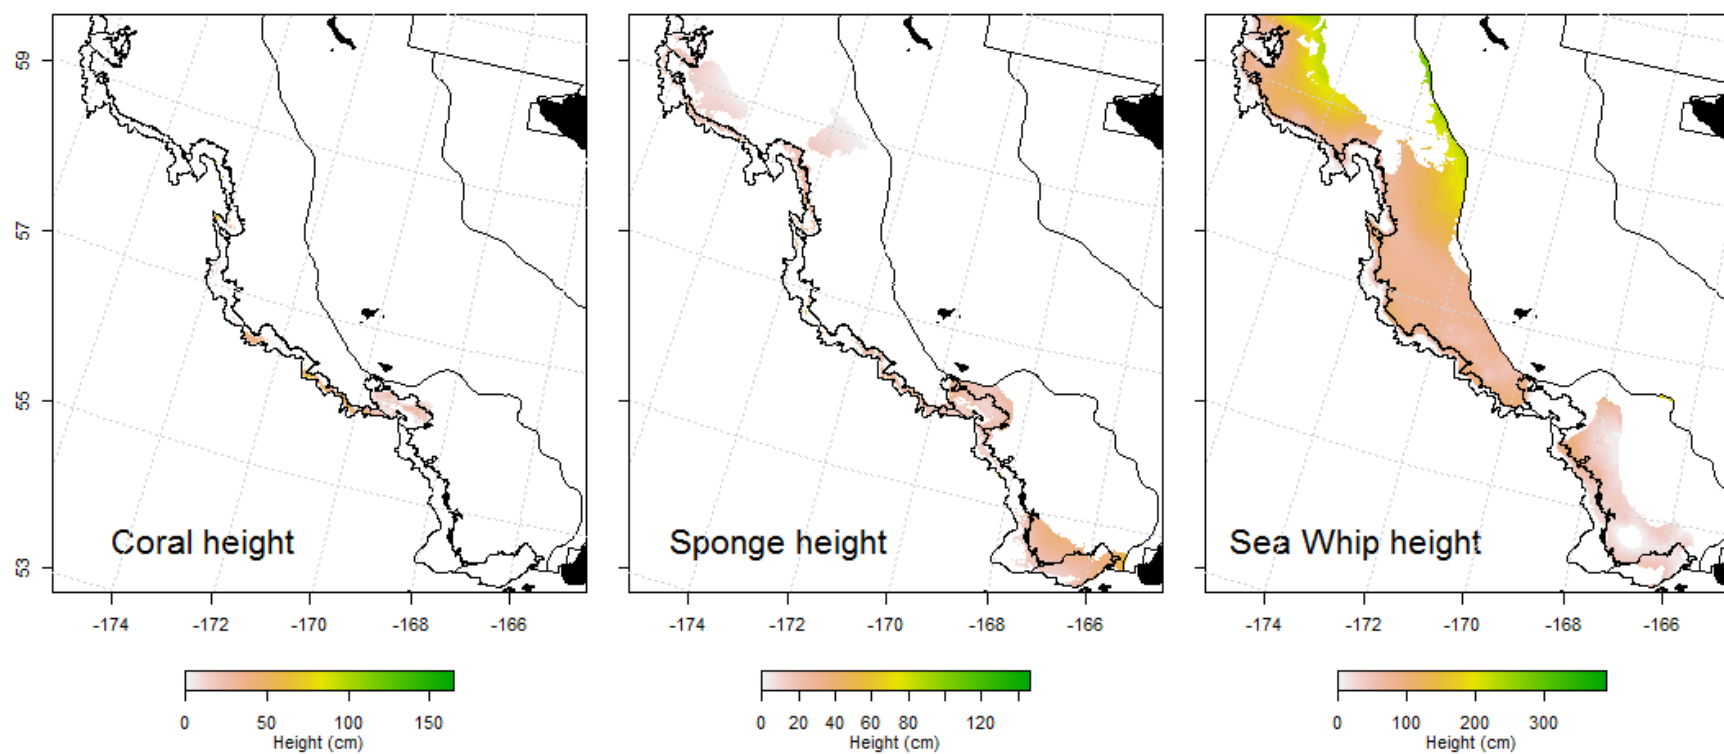 59
57
55
53
Coral height
-174 -172 -170 -168 -166
0 50 100 150
Height (cm)
Sponge height
-174 -172 -170 -168 -166
0 20 40 60 80 120
Height (cm)
Sea Whip height
-174 -172 -170 -168 -166
0 100 200 300
Height (cm)